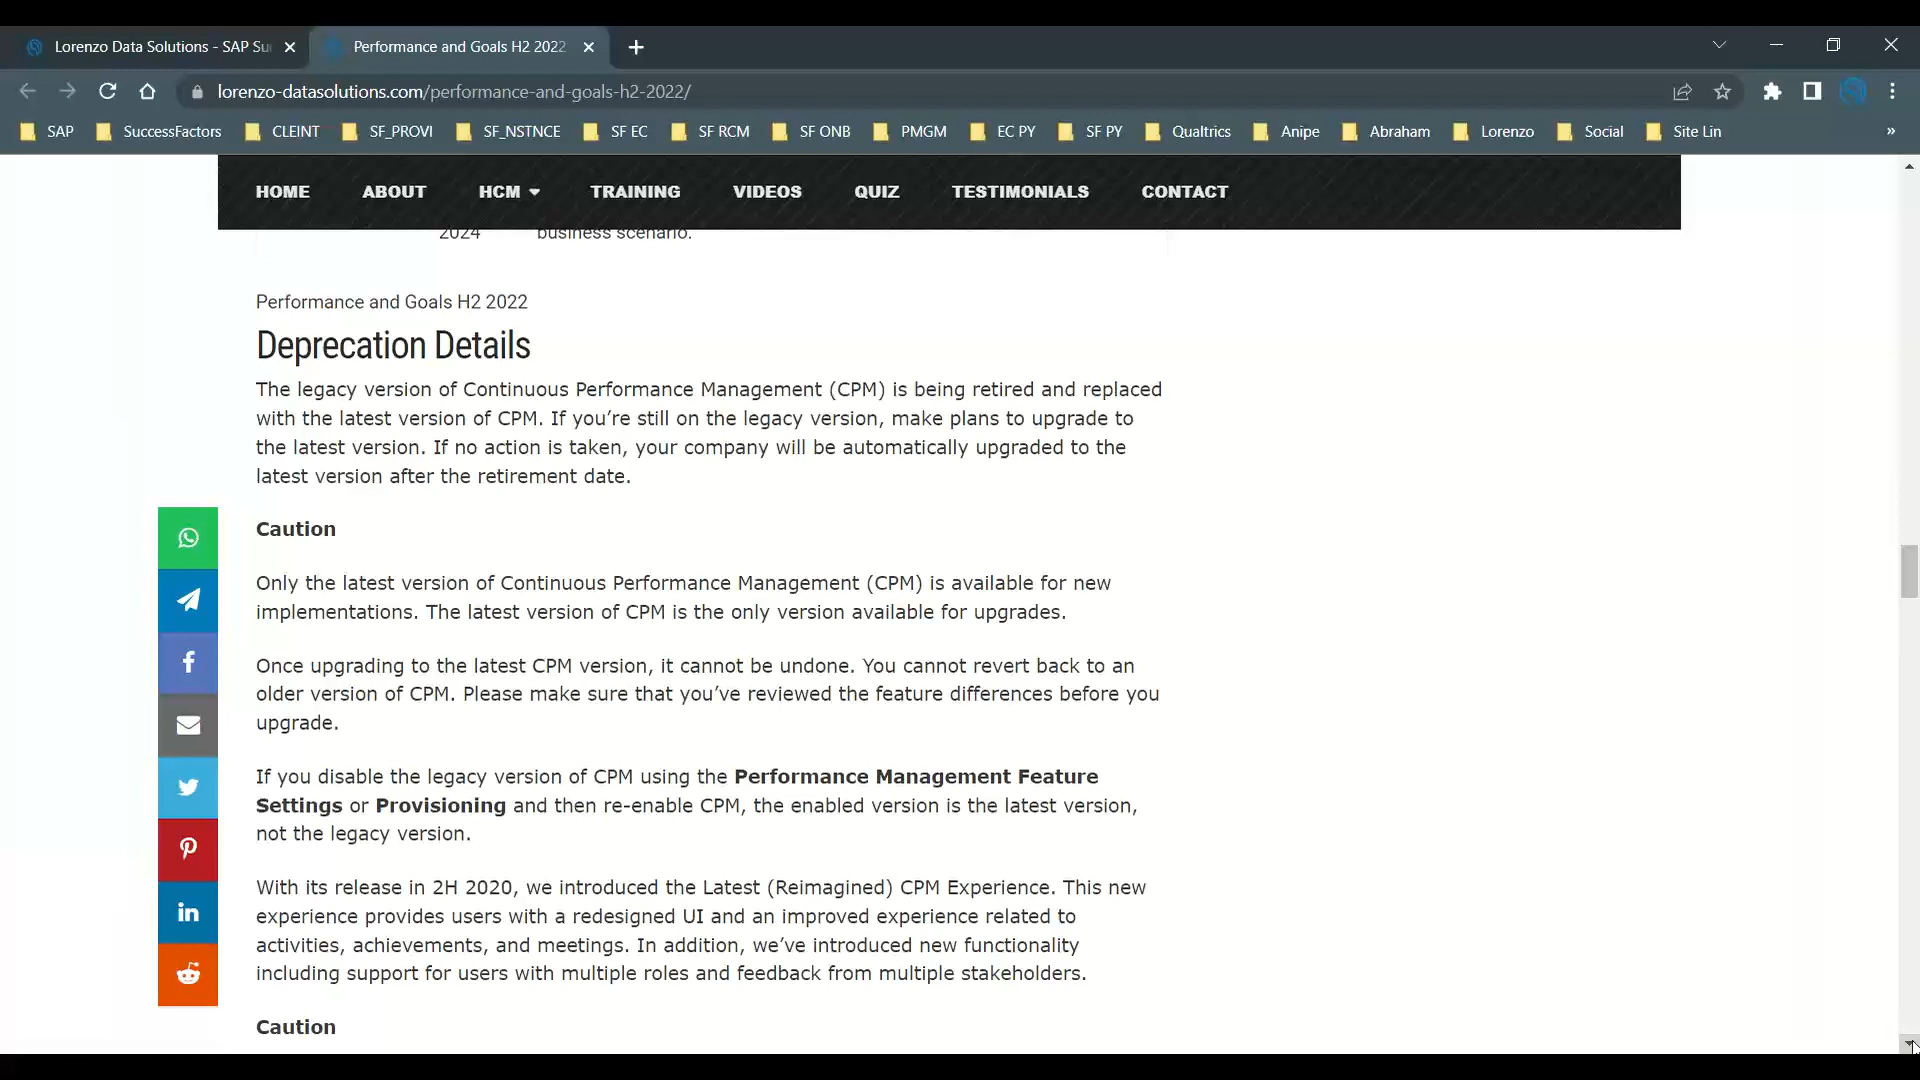 Lorenzo Data Solutions - SAP Su
Performance and Goals H2 2022
lorenzo-datasolutions.com/performance-and-goals-h2-2022/
SAP SuccessFactors CLEINT SF_PROVI SF_NSTNCE SF EC SF RCM SF ONB PMGM EC PY SF PY Qualtrics Anipe Abraham Lorenzo Social Site Lin »
HOME ABOUT HCM TRAINING VIDEOS QUIZ TESTIMONIALS CONTACT
2024 business scenario.
Performance and Goals H2 2022
Deprecation Details
The legacy version of Continuous Performance Management (CPM) is being retired and replaced
with the latest version of CPM. If you’re still on the legacy version, make plans to upgrade to
the latest version. If no action is taken, your company will be automatically upgraded to the
latest version after the retirement date.
Caution
Only the latest version of Continuous Performance Management (CPM) is available for new
implementations. The latest version of CPM is the only version available for upgrades.
Once upgrading to the latest CPM version, it cannot be undone. You cannot revert back to an
older version of CPM. Please make sure that you’ve reviewed the feature differences before you
upgrade.
If you disable the legacy version of CPM using the Performance Management Feature
Settings or Provisioning and then re-enable CPM, the enabled version is the latest version,
not the legacy version.
With its release in 2H 2020, we introduced the Latest (Reimagined) CPM Experience. This new
experience provides users with a redesigned UI and an improved experience related to
activities, achievements, and meetings. In addition, we’ve introduced new functionality
including support for users with multiple roles and feedback from multiple stakeholders.
Caution